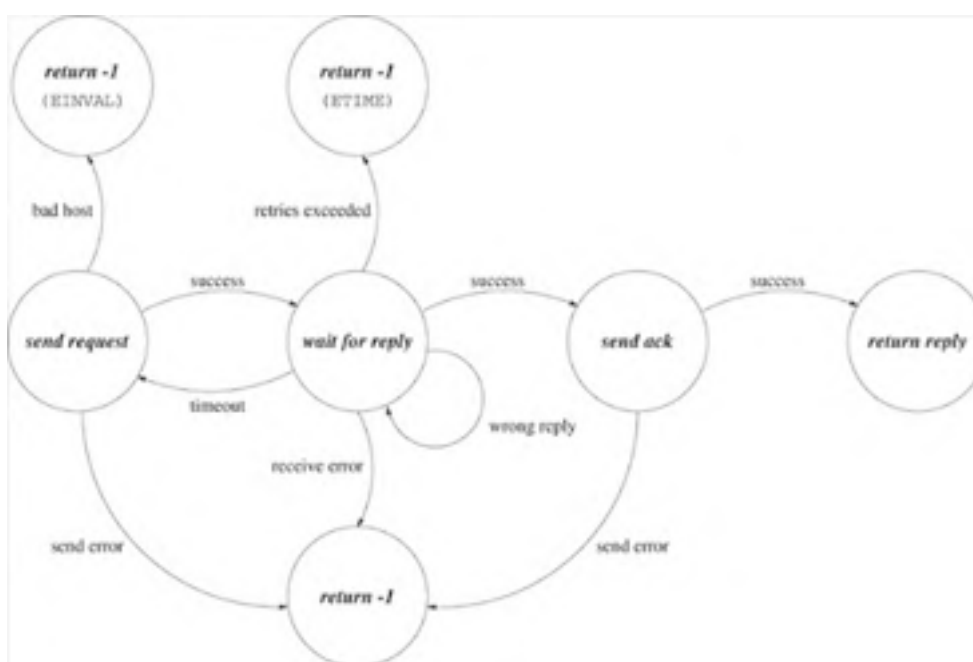 return -1
(EINVAL)
return -1
(ETIME)
bad host
retries exceeded
success
success
success
send request
wait for reply
send ack
return reply
timeout
wrong reply
receive error
send error
send error
return -1